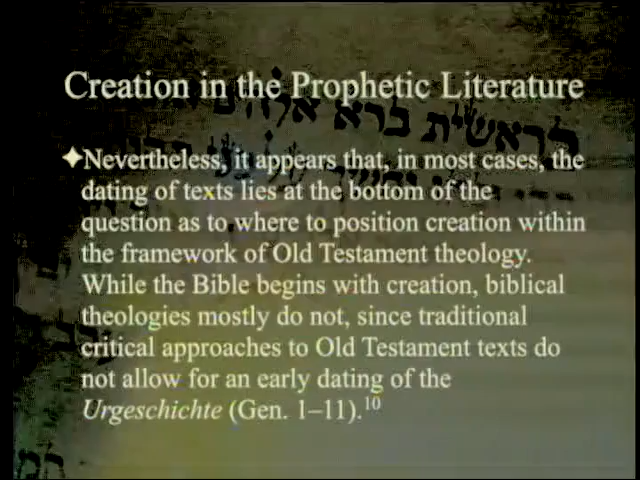 Creation in the Prophetic Literature
בראשית ברא אלהים
✦Nevertheless, it appears that, in most cases, the
dating of texts lies at the bottom of the
question as to where to position creation within
the framework of Old Testament theology.
While the Bible begins with creation, biblical
theologies mostly do not, since traditional
critical approaches to Old Testament texts do
not allow for an early dating of the
Urgeschichte (Gen. 1–11).10